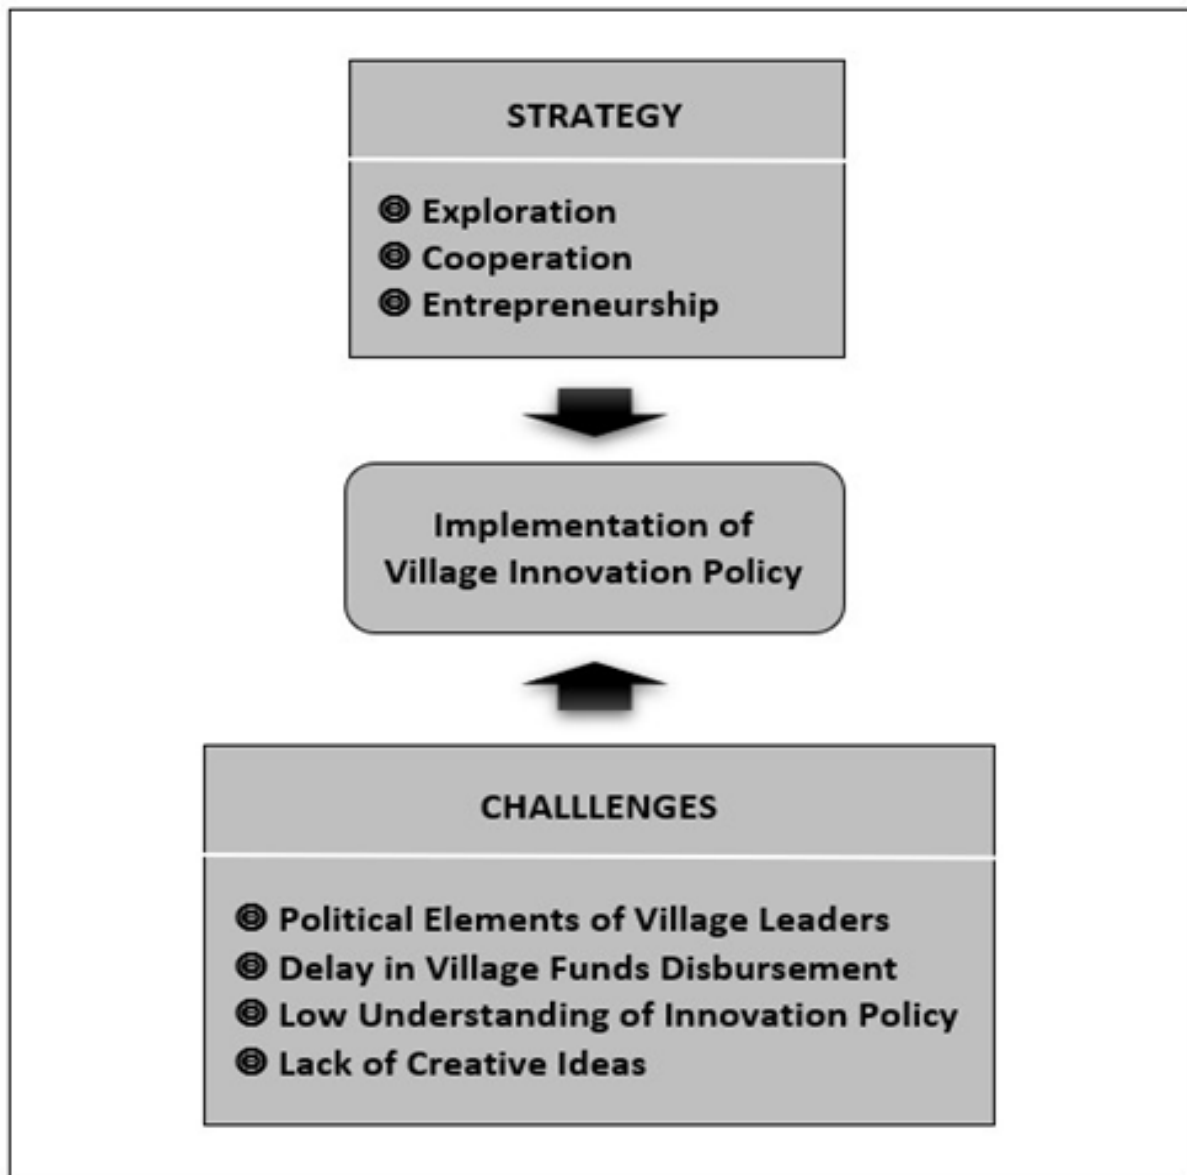 STRATEGY
Exploration
Cooperation
Entrepreneurship
Implementation of
Village Innovation Policy
CHALLLENGES
Political Elements of Village Leaders
Delay in Village Funds Disbursement
Low Understanding of Innovation Policy
Lack of Creative Ideas